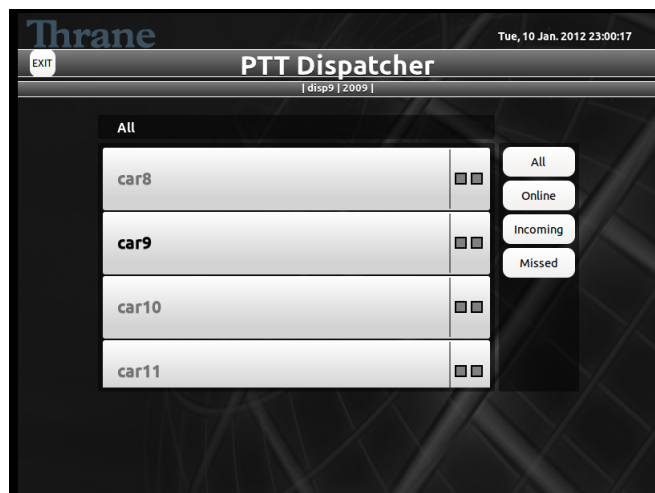 Thrane
Tue, 10 Jan. 2012 23:00:17
EXIT
PTT Dispatcher
| disp9 | 2009 |
All
car8
car9
car10
car11
All
Online
Incoming
Missed